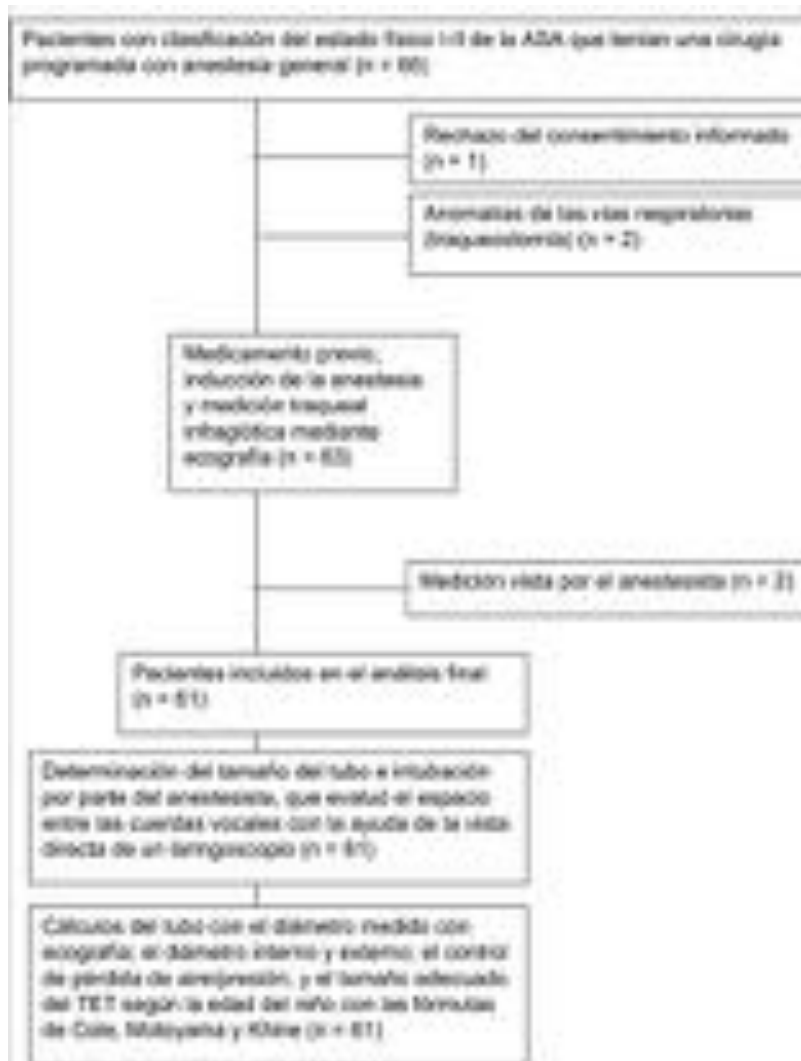 Pacientes con clasificación del estado físico I-II de la ASA que tenían una cirugía
programada con anestesia general (n = 66)
Rechazo del consentimiento informado
(n = 1)
Anomalías de las vías respiratorias
(traqueostomía) (n = 2)
Medicamento previo,
inducción de la anestesia
y medición traqueal
infraglótica mediante
ecografía (n = 63)
Medición vista por el anestesista (n = 2)
Pacientes incluidos en el análisis final
(n = 61)
Determinación del tamaño del tubo e intubación
por parte del anestesista, que evaluó el espacio
entre las cuerdas vocales con la ayuda de la vista
directa de un laringoscopio (n = 61)
Cálculos del tubo con el diámetro medido con
ecografía; el diámetro interno y externo; el control
de pérdida de aire/presión, y el tamaño adecuado
del TET según la edad del niño con las fórmulas
de Cole, Motoyama y Khine (n = 61)